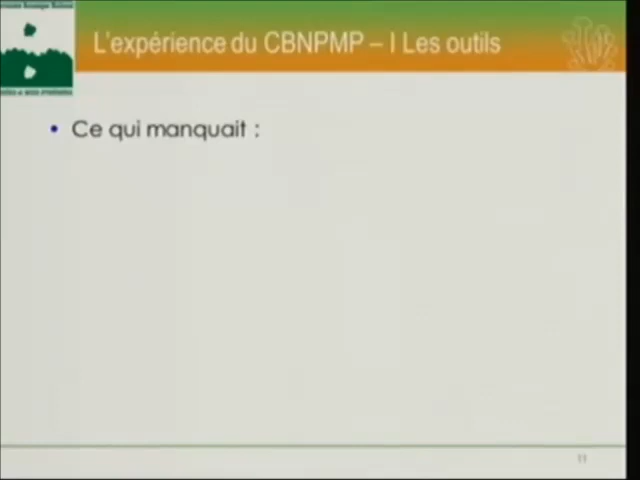 L'expérience du CBNPMP – I Les outils
• Ce qui manquait :
11